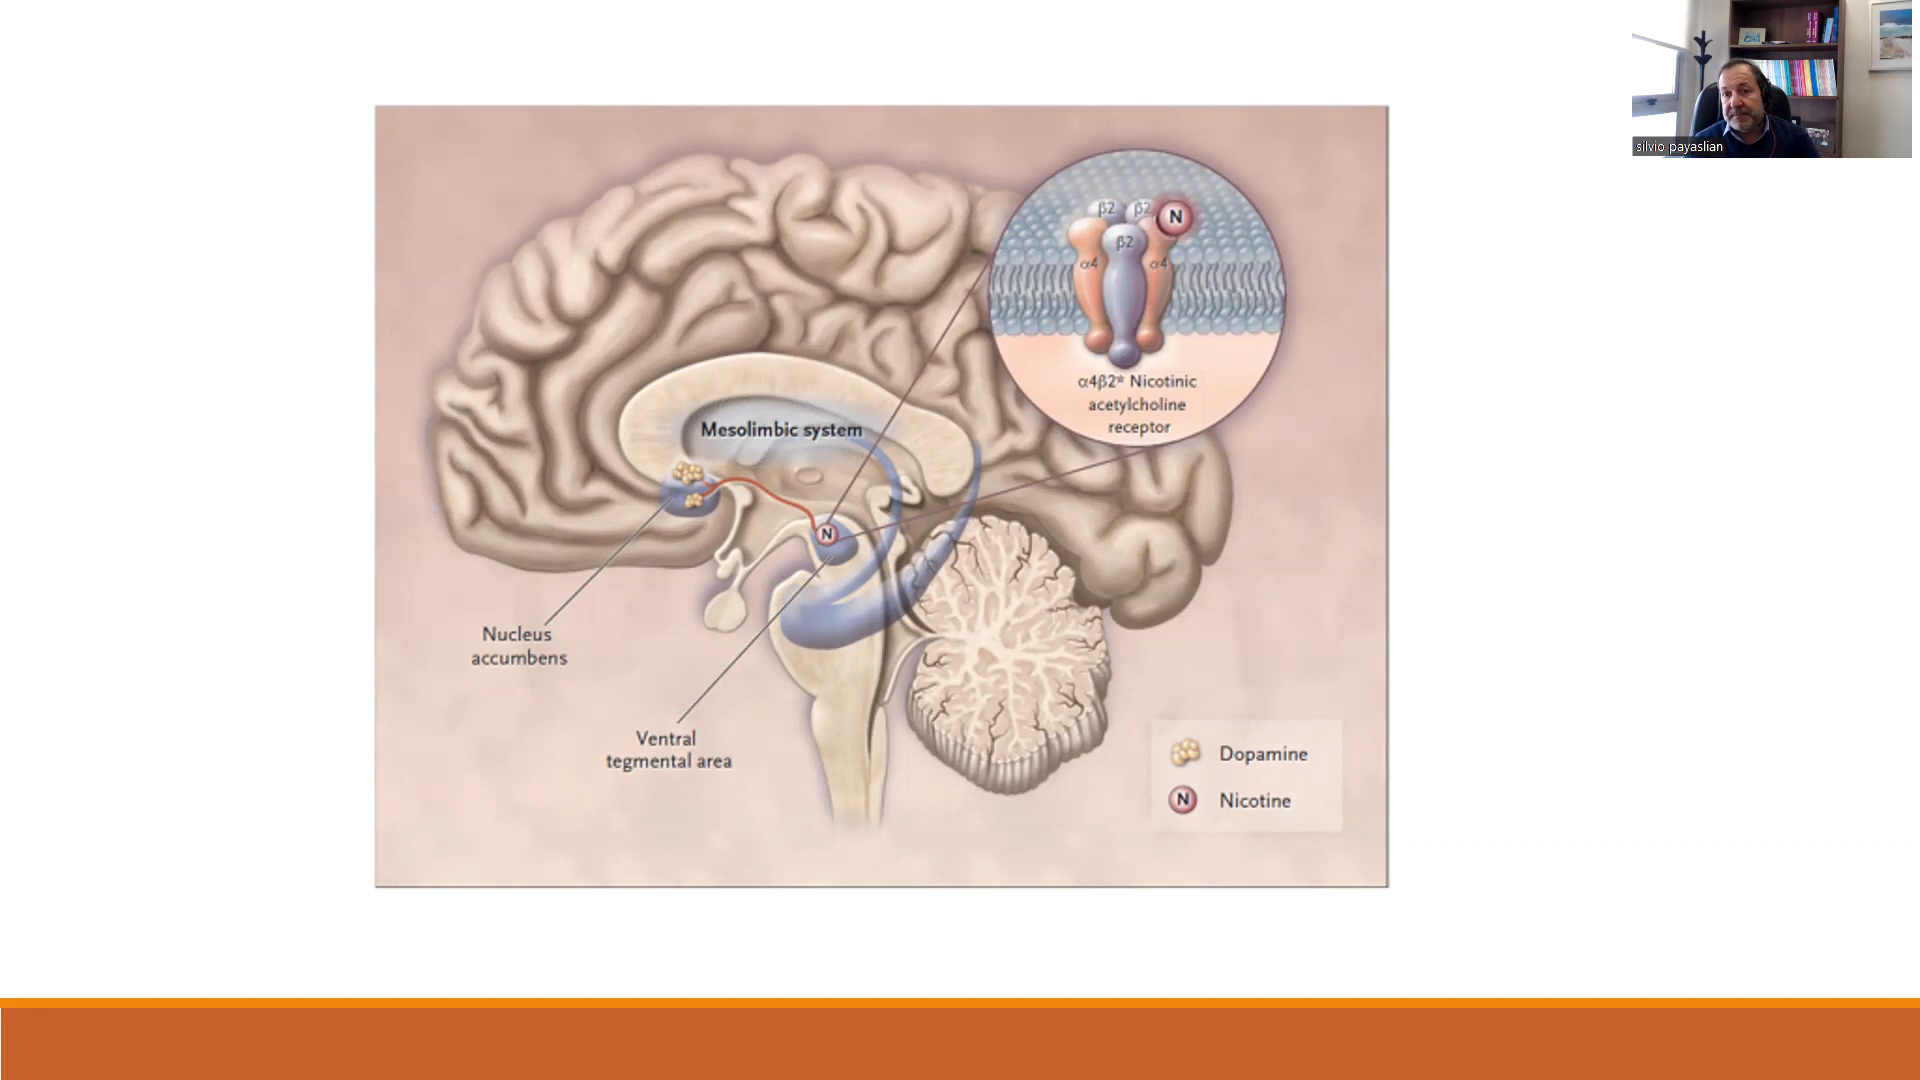 silvio payaslian
β2
β2
N
β2
α4
α4
α4β2* Nicotinic
acetylcholine
receptor
Mesolimbic system
N
Nucleus
accumbens
Ventral
tegmental area
Dopamine
N
Nicotine